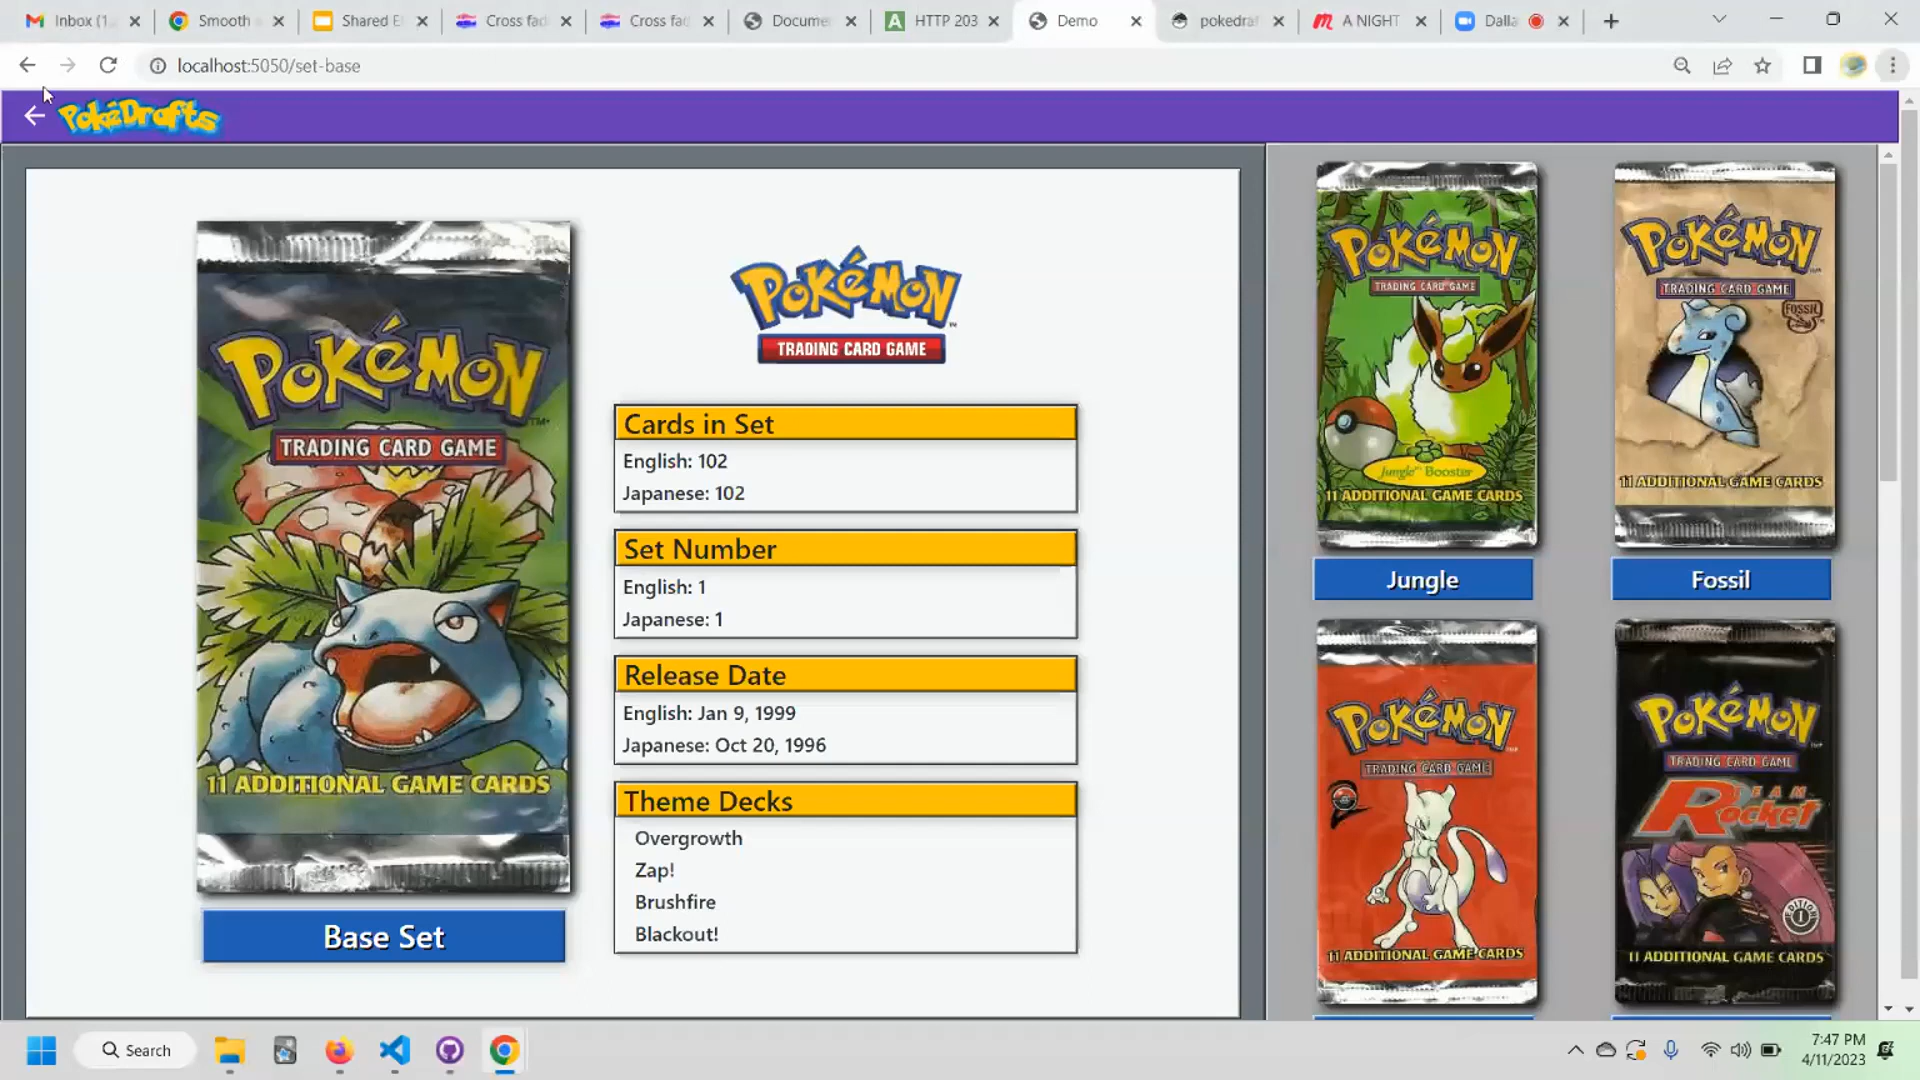 Inbox (1
Smooth
Shared E
Cross fad
Cross fad
Docume
HTTP 203
Demo
pokedraf
A NIGHT
Dalla
localhost:5050/set-base
PokéDrafts
POKéMON
TRADING CARD GAME
11 ADDITIONAL GAME CARDS
Base Set
POKéMON
TRADING CARD GAME
Cards in Set
English: 102
Japanese: 102
Set Number
English: 1
Japanese: 1
Release Date
English: Jan 9, 1999
Japanese: Oct 20, 1996
Theme Decks
Overgrowth
Zap!
Brushfire
Blackout!
POKéMON
TRADING CARD GAME
Jungle Booster
11 ADDITIONAL GAME CARDS
Jungle
POKéMON
TRADING CARD GAME
FOSSIL
11 ADDITIONAL GAME CARDS
Fossil
POKéMON
TRADING CARD GAME
11 ADDITIONAL GAME CARDS
POKéMON
TRADING CARD GAME
TEAM
ROCKET
EDITION
1
11 ADDITIONAL GAME CARDS
Search
7:47 PM
4/11/2023